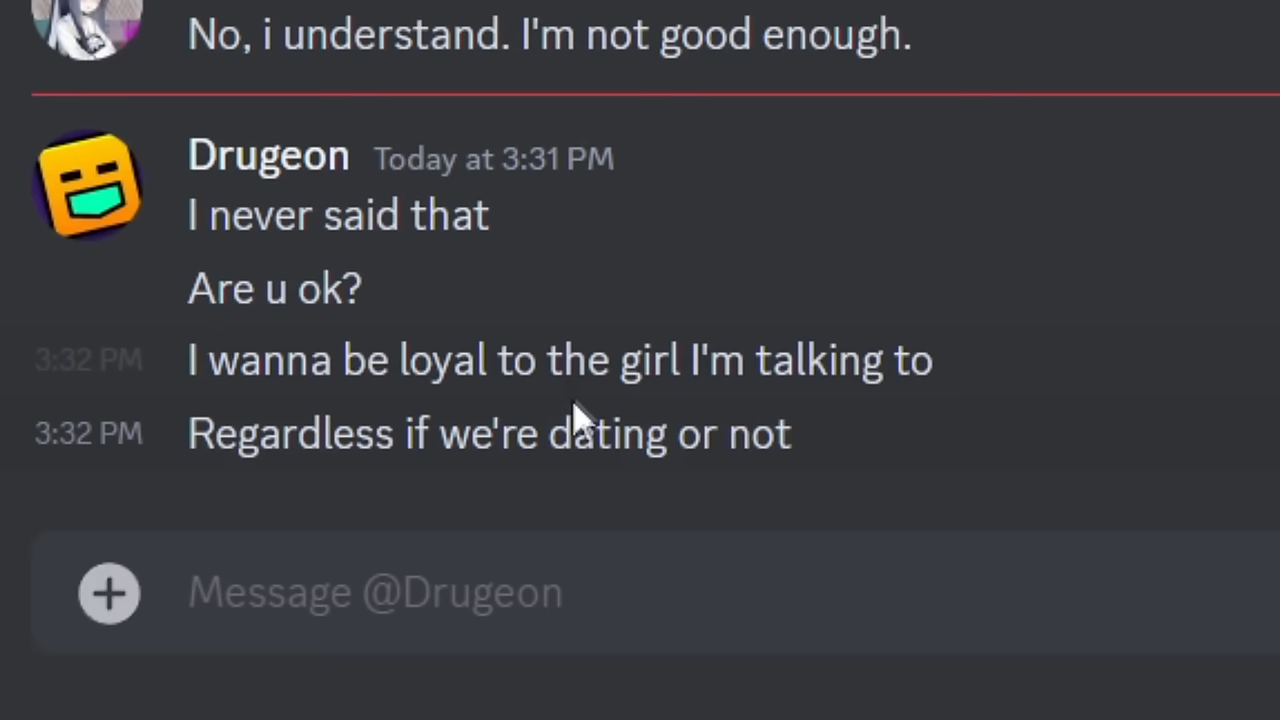 No, i understand. I'm not good enough.
Drugeon Today at 3:31 PM
I never said that
Are u ok?
3:32 PM I wanna be loyal to the girl I'm talking to
3:32 PM Regardless if we're dating or not
Message @Drugeon